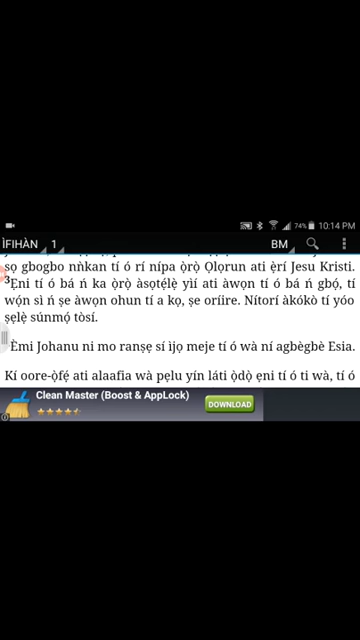 74% 10:14 PM
ÌFIHÀN 1 BM
sọ gbogbo nǹkan tí ó rí nípa ọ̀rọ̀ Ọlọrun ati ẹ̀rí Jesu Kristi.
3Ẹni tí ó bá ń ka ọ̀rọ̀ àsọtẹ́lẹ̀ yìí ati àwọn tí ó bá ń gbọ́, tí
wọ́n sì ń ṣe àwọn ohun tí a kọ, ṣe oríire. Nítorí àkókò tí yóo
ṣẹlẹ̀ súnmọ́ tòsí.
Èmi Johanu ni mo ranṣẹ sí ìjọ meje tí ó wà ní agbègbè Esia.
Kí oore-ọ̀fẹ́ ati alaafia wà pẹlu yín láti ọ̀dọ̀ ẹni tí ó ti wà, tí ó
Clean Master (Boost & AppLock)
DOWNLOAD